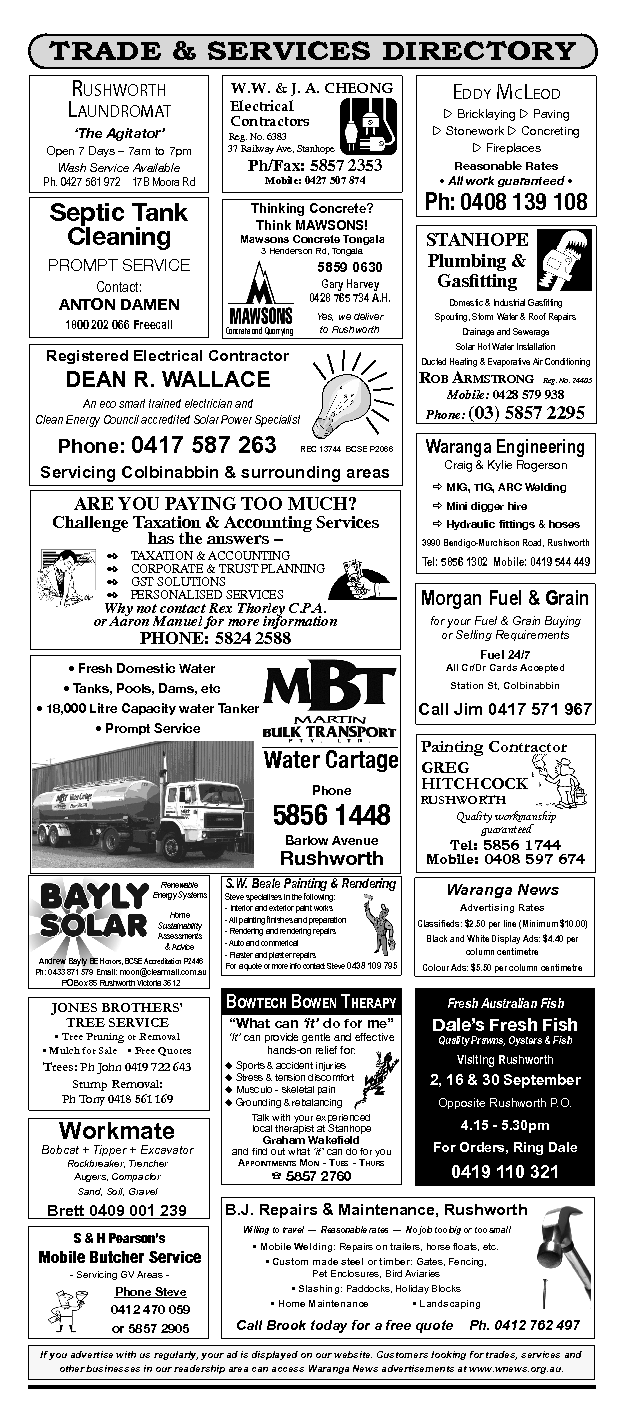 TRADE & SERVICES DIRECTORY
RUSHWORTH
LAUNDROMAT
'The Agitator'
Open 7 Days – 7am to 7pm
Wash Service Available
Ph. 0427 561 972 17B Moora Rd
Septic Tank
Cleaning
PROMPT SERVICE
Contact:
ANTON DAMEN
1800 202 066 Freecall
W.W. & J. A. CHEONG
Electrical
Contractors
Reg. No. 6383
37 Railway Ave, Stanhope
Ph/Fax: 5857 2353
Mobile: 0427 507 874
Thinking Concrete?
Think MAWSONS!
Mawsons Concrete Tongala
3 Henderson Rd, Tongala
5859 0630
Gary Harvey
0428 765 734 A.H.
MAWSONS
Concrete and Quarrying
Yes, we deliver
to Rushworth
EDDY MCLEOD
▷ Bricklaying ▷ Paving
▷ Stonework ▷ Concreting
▷ Fireplaces
Reasonable Rates
• All work guaranteed •
Ph: 0408 139 108
STANHOPE
Plumbing &
Gasfitting
Domestic & Industrial Gasfitting
Spouting, Storm Water & Roof Repairs
Drainage and Sewerage
Solar Hot Water Installation
Ducted Heating & Evaporative Air Conditioning
ROB ARMSTRONG Reg. No. 24405
Mobile: 0428 579 938
Phone: (03) 5857 2295
Registered Electrical Contractor
DEAN R. WALLACE
An eco smart trained electrician and
Clean Energy Council accredited Solar Power Specialist
Phone: 0417 587 263 REC 13744 BCSE P2066
Servicing Colbinabbin & surrounding areas
Waranga Engineering
Craig & Kylie Rogerson
⇨ MIG, TIG, ARC Welding
⇨ Mini digger hire
⇨ Hydraulic fittings & hoses
3990 Bendigo-Murchison Road, Rushworth
Tel: 5856 1302 Mobile: 0419 544 449
ARE YOU PAYING TOO MUCH?
Challenge Taxation & Accounting Services
has the answers –
TAXATION & ACCOUNTING
CORPORATE & TRUST PLANNING
GST SOLUTIONS
PERSONALISED SERVICES
Why not contact Rex Thorley C.P.A.
or Aaron Manuel for more information
PHONE: 5824 2588
Morgan Fuel & Grain
for your Fuel & Grain Buying
or Selling Requirements
Fuel 24/7
All Cr/Dr Cards Accepted
Station St, Colbinabbin
Call Jim 0417 571 967
• Fresh Domestic Water
• Tanks, Pools, Dams, etc
• 18,000 Litre Capacity water Tanker
• Prompt Service
MBT
MARTIN
BULK TRANSPORT
PTY. LTD.
Water Cartage
Phone
5856 1448
Barlow Avenue
Rushworth
MBT Water Cartage
Painting Contractor
GREG
HITCHCOCK
RUSHWORTH
Quality workmanship
guaranteed
Tel: 5856 1744
Mobile: 0408 597 674
BAYLY
SOLAR
Renewable
Energy Systems
Home
Sustainability
Assessments
& Advice
Andrew Bayly BE Honors, BCSE Accreditation P2446
Ph: 0433 871 579 Email: moon@clearmail.com.au
PO Box 85 Rushworth Victoria 3612
S.W. Beale Painting & Rendering
Steve specialises in the following:
- Interior and exterior paint works
- All painting finishes and preparation
- Rendering and rendering repairs
- Auto and commerical
- Plaster and plaster repairs
For a quote or more info contact Steve 0438 109 795
Waranga News
Advertising Rates
Classifieds: $2.50 per line (Minimum $10.00)
Black and White Display Ads: $4.40 per
column centimetre
Colour Ads: $5.50 per column centimetre
JONES BROTHERS'
TREE SERVICE
• Tree Pruning or Removal
• Mulch for Sale • Free Quotes
Trees: Ph John 0419 722 643
Stump Removal:
Ph Tony 0418 561 169
BOWTECH BOWEN THERAPY
"What can 'it' do for me"
'It' can provide gentle and effective
hands-on relief for:
◆ Sports & accident injuries
◆ Stress & tension discomfort
◆ Musculo - skeletal pain
◆ Grounding & rebalancing
Talk with your experienced
local therapist at Stanhope
Graham Wakefield
and find out what 'it' can do for you
APPOINTMENTS MON - TUES - THURS
☎ 5857 2760
Fresh Australian Fish
Dale's Fresh Fish
Quality Prawns, Oysters & Fish
Visiting Rushworth
2, 16 & 30 September
Opposite Rushworth P.O.
4.15 - 5.30pm
For Orders, Ring Dale
0419 110 321
Workmate
Bobcat + Tipper + Excavator
Rockbreaker, Trencher
Augers, Compactor
Sand, Soil, Gravel
Brett 0409 001 239
S & H Pearson's
Mobile Butcher Service
- Servicing GV Areas -
Phone Steve
0412 470 059
or 5857 2905
B.J. Repairs & Maintenance, Rushworth
Willing to travel — Reasonable rates — No job too big or too small
• Mobile Welding: Repairs on trailers, horse floats, etc.
• Custom made steel or timber: Gates, Fencing,
Pet Enclosures, Bird Aviaries
• Slashing: Paddocks, Holiday Blocks
• Home Maintenance • Landscaping
Call Brook today for a free quote Ph. 0412 762 497
If you advertise with us regularly, your ad is displayed on our website. Customers looking for trades, services and
other businesses in our readership area can access Waranga News advertisements at www.wnews.org.au.